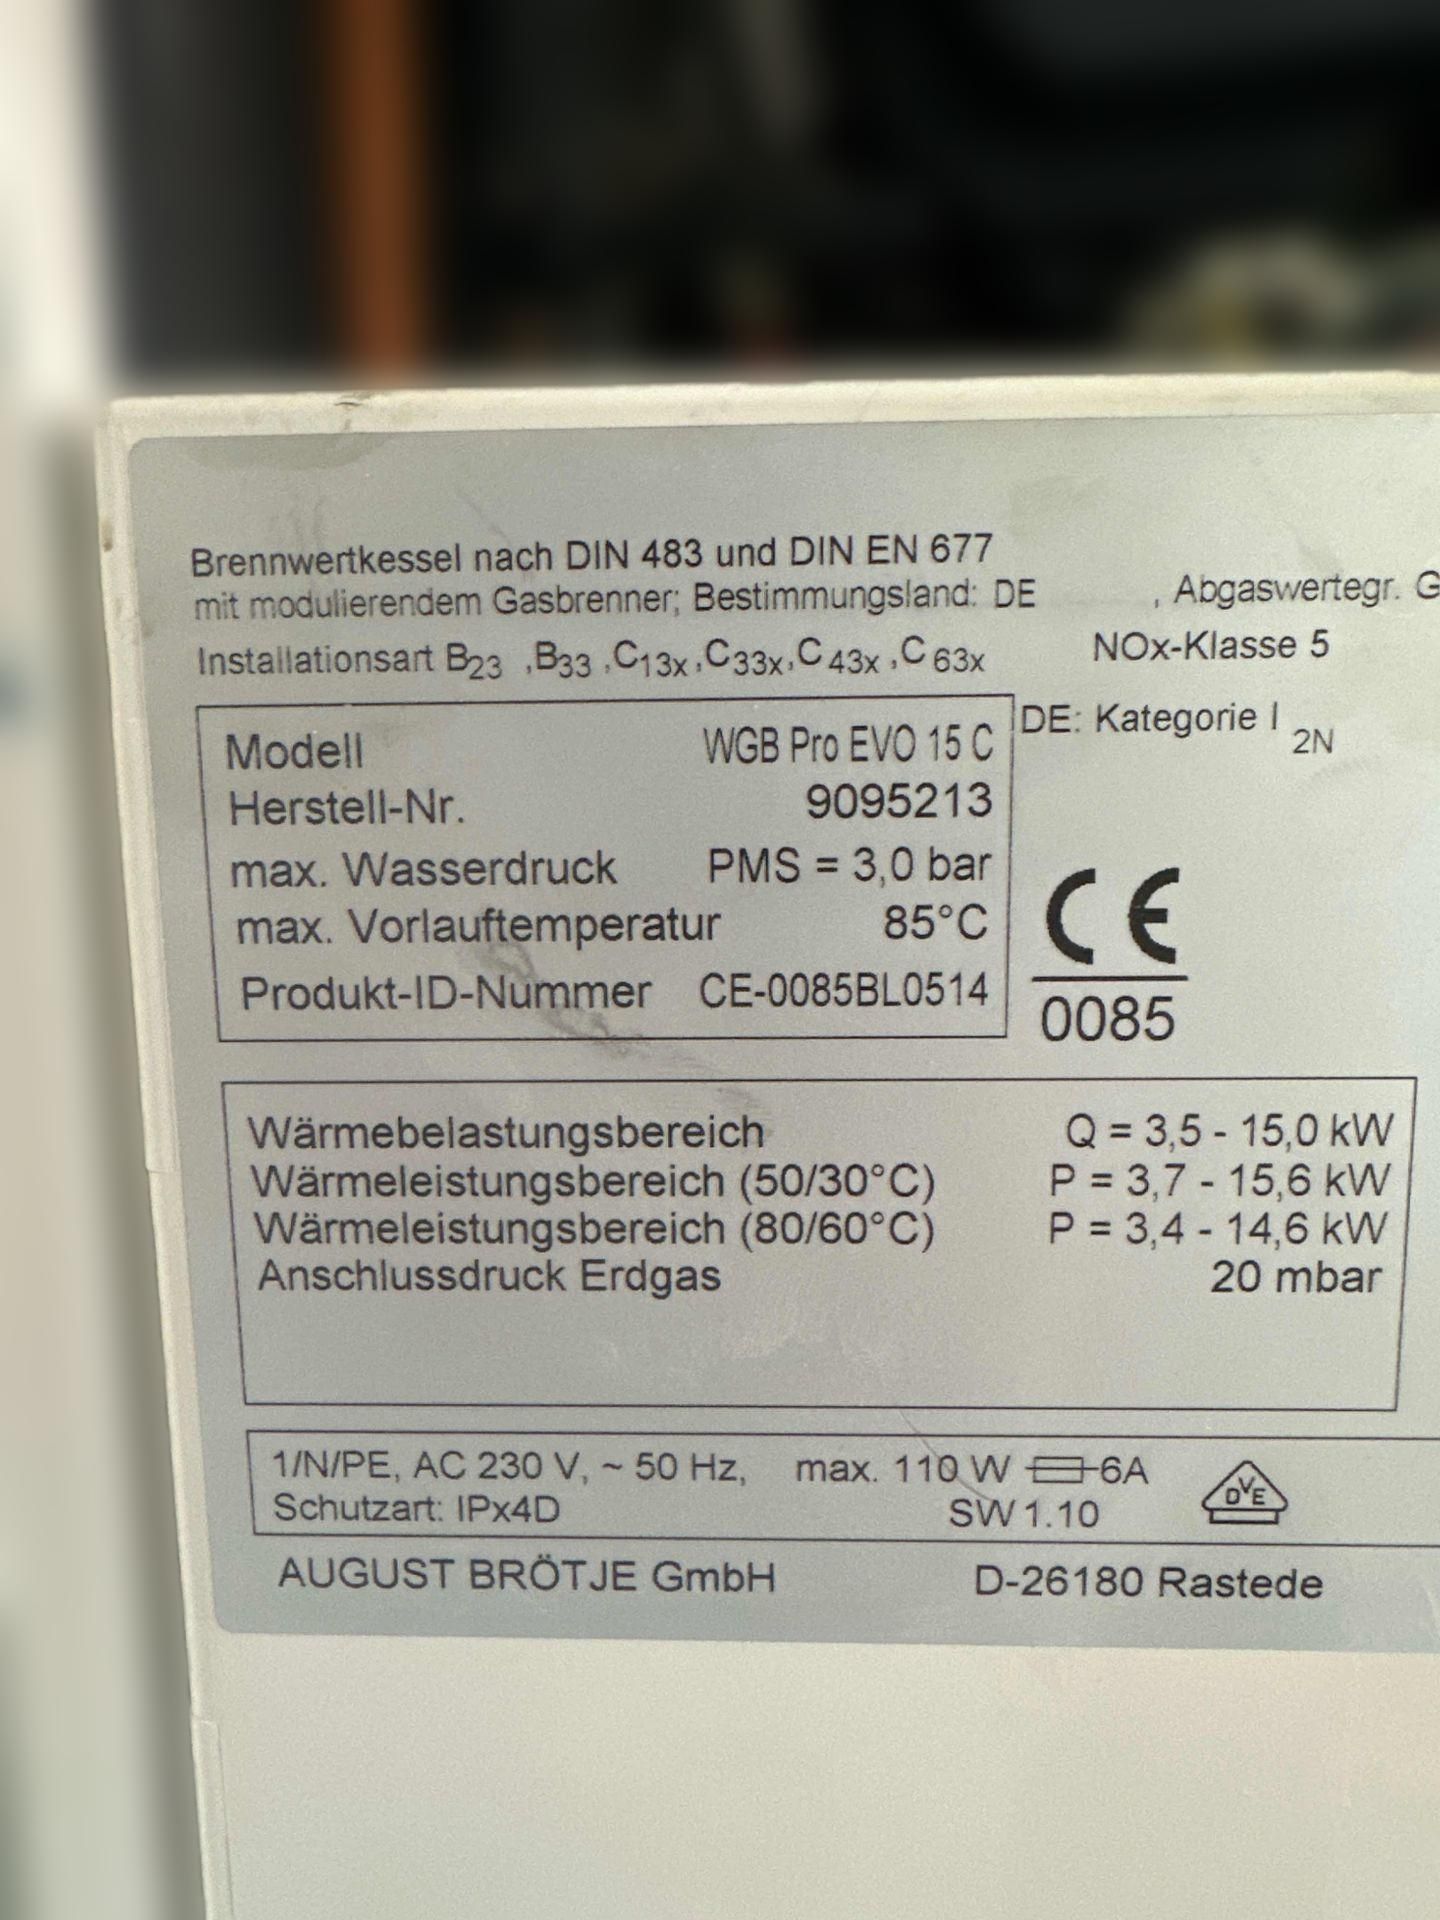 Brennwertkessel nach DIN 483 und DIN EN 677
mit modulierendem Gasbrenner; Bestimmungsland: DE , Abgaswertegr. G
Installationsart B23 ,B33 ,C13x,C33x,C43x ,C63x NOx-Klasse 5
DE: Kategorie I 2N
Modell WGB Pro EVO 15 C
Herstell-Nr. 9095213
max. Wasserdruck PMS = 3,0 bar
max. Vorlauftemperatur 85°C
Produkt-ID-Nummer CE-0085BL0514
CE
0085
Wärmebelastungsbereich Q = 3,5 - 15,0 kW
Wärmeleistungsbereich (50/30°C) P = 3,7 - 15,6 kW
Wärmeleistungsbereich (80/60°C) P = 3,4 - 14,6 kW
Anschlussdruck Erdgas 20 mbar
1/N/PE, AC 230 V, ~ 50 Hz, max. 110 W 6A
Schutzart: IPx4D SW 1.10
DVE
AUGUST BRÖTJE GmbH D-26180 Rastede